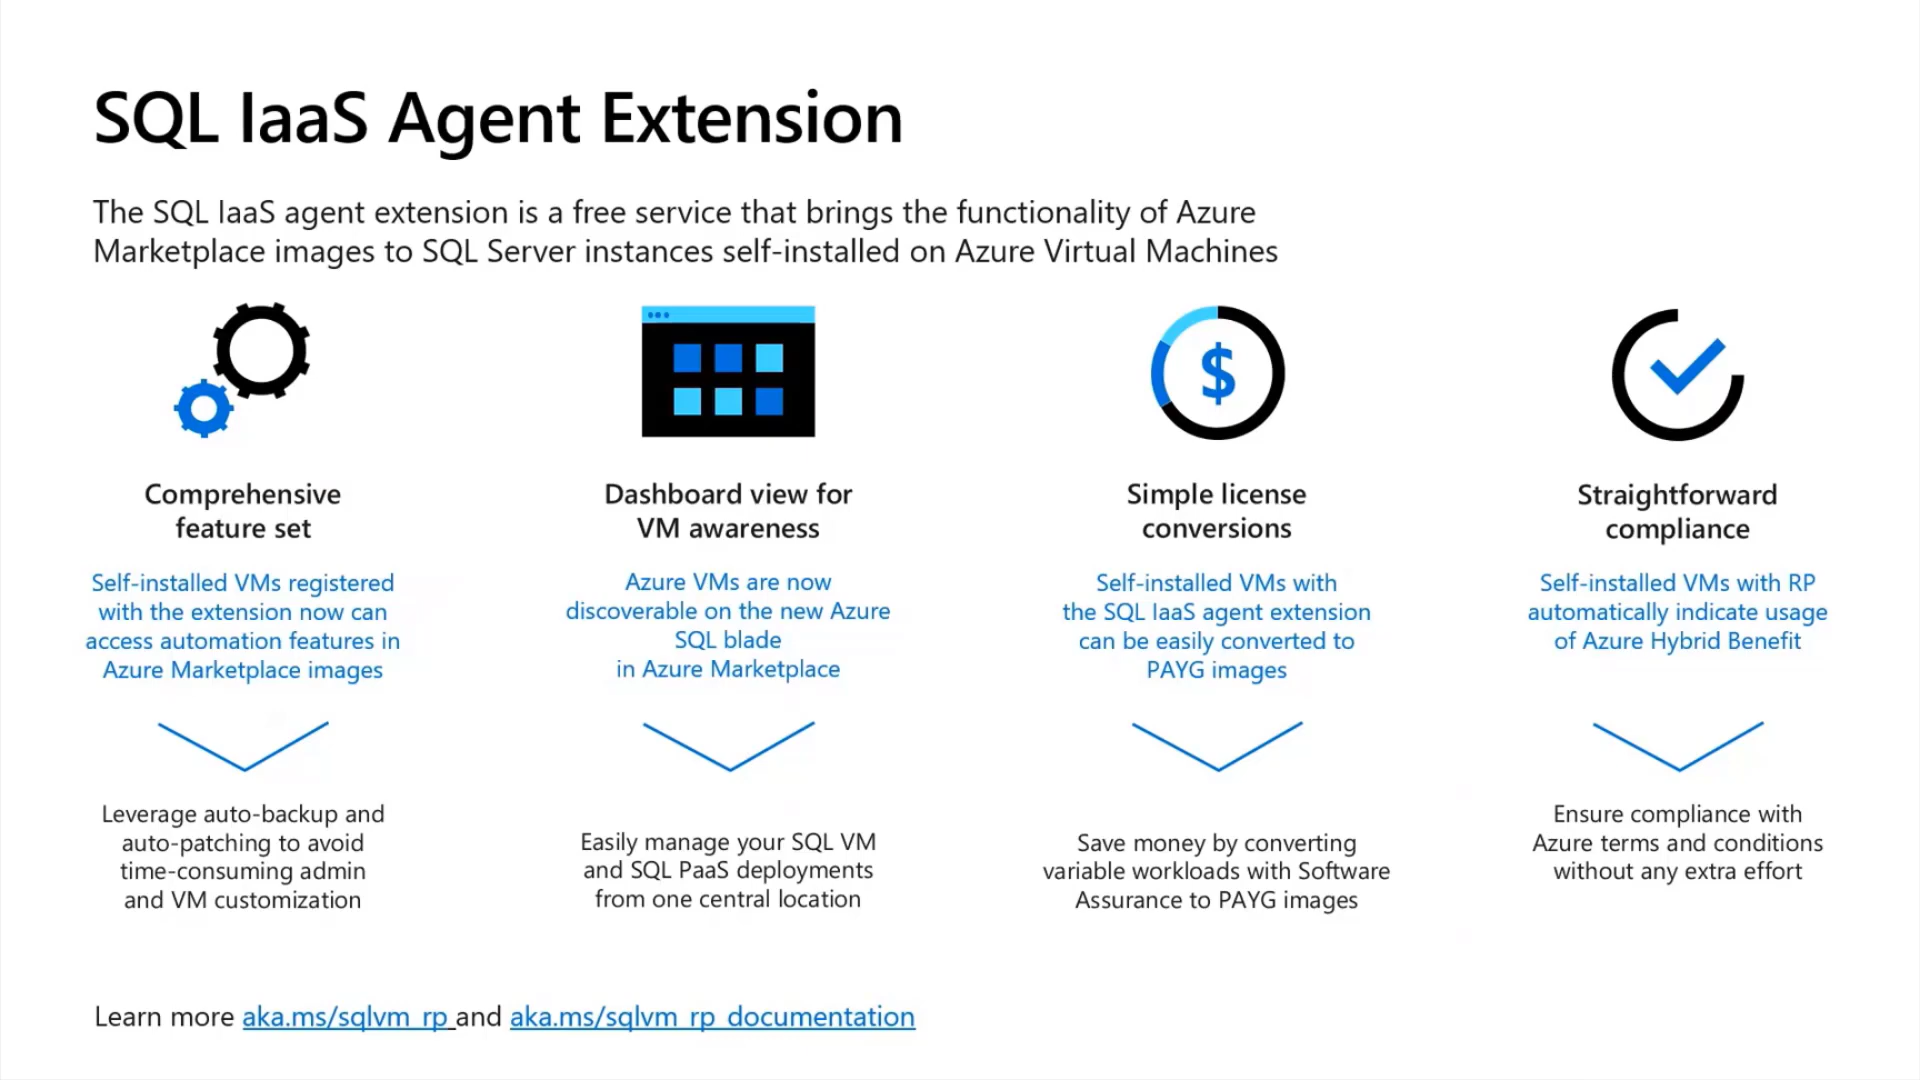 SQL IaaS Agent Extension
The SQL IaaS agent extension is a free service that brings the functionality of Azure
Marketplace images to SQL Server instances self-installed on Azure Virtual Machines
$
Comprehensive
feature set
Self-installed VMs registered
with the extension now can
access automation features in
Azure Marketplace images
Leverage auto-backup and
auto-patching to avoid
time-consuming admin
and VM customization
Dashboard view for
VM awareness
Azure VMs are now
discoverable on the new Azure
SQL blade
in Azure Marketplace
Easily manage your SQL VM
and SQL PaaS deployments
from one central location
Simple license
conversions
Self-installed VMs with
the SQL IaaS agent extension
can be easily converted to
PAYG images
Save money by converting
variable workloads with Software
Assurance to PAYG images
Straightforward
compliance
Self-installed VMs with RP
automatically indicate usage
of Azure Hybrid Benefit
Ensure compliance with
Azure terms and conditions
without any extra effort
Learn more aka.ms/sqlvm_rp and aka.ms/sqlvm_rp_documentation